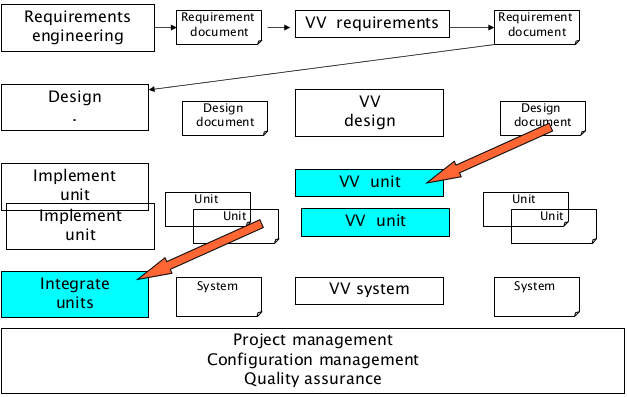 Requirements
engineering
Requirement
document
VV requirements
Requirement
document
Design
.
Design
document
VV
design
Design
document
Implement
unit
Implement
unit
Unit
Unit
VV unit
VV unit
Unit
Unit
Integrate
units
System
VV system
System
Project management
Configuration management
Quality assurance